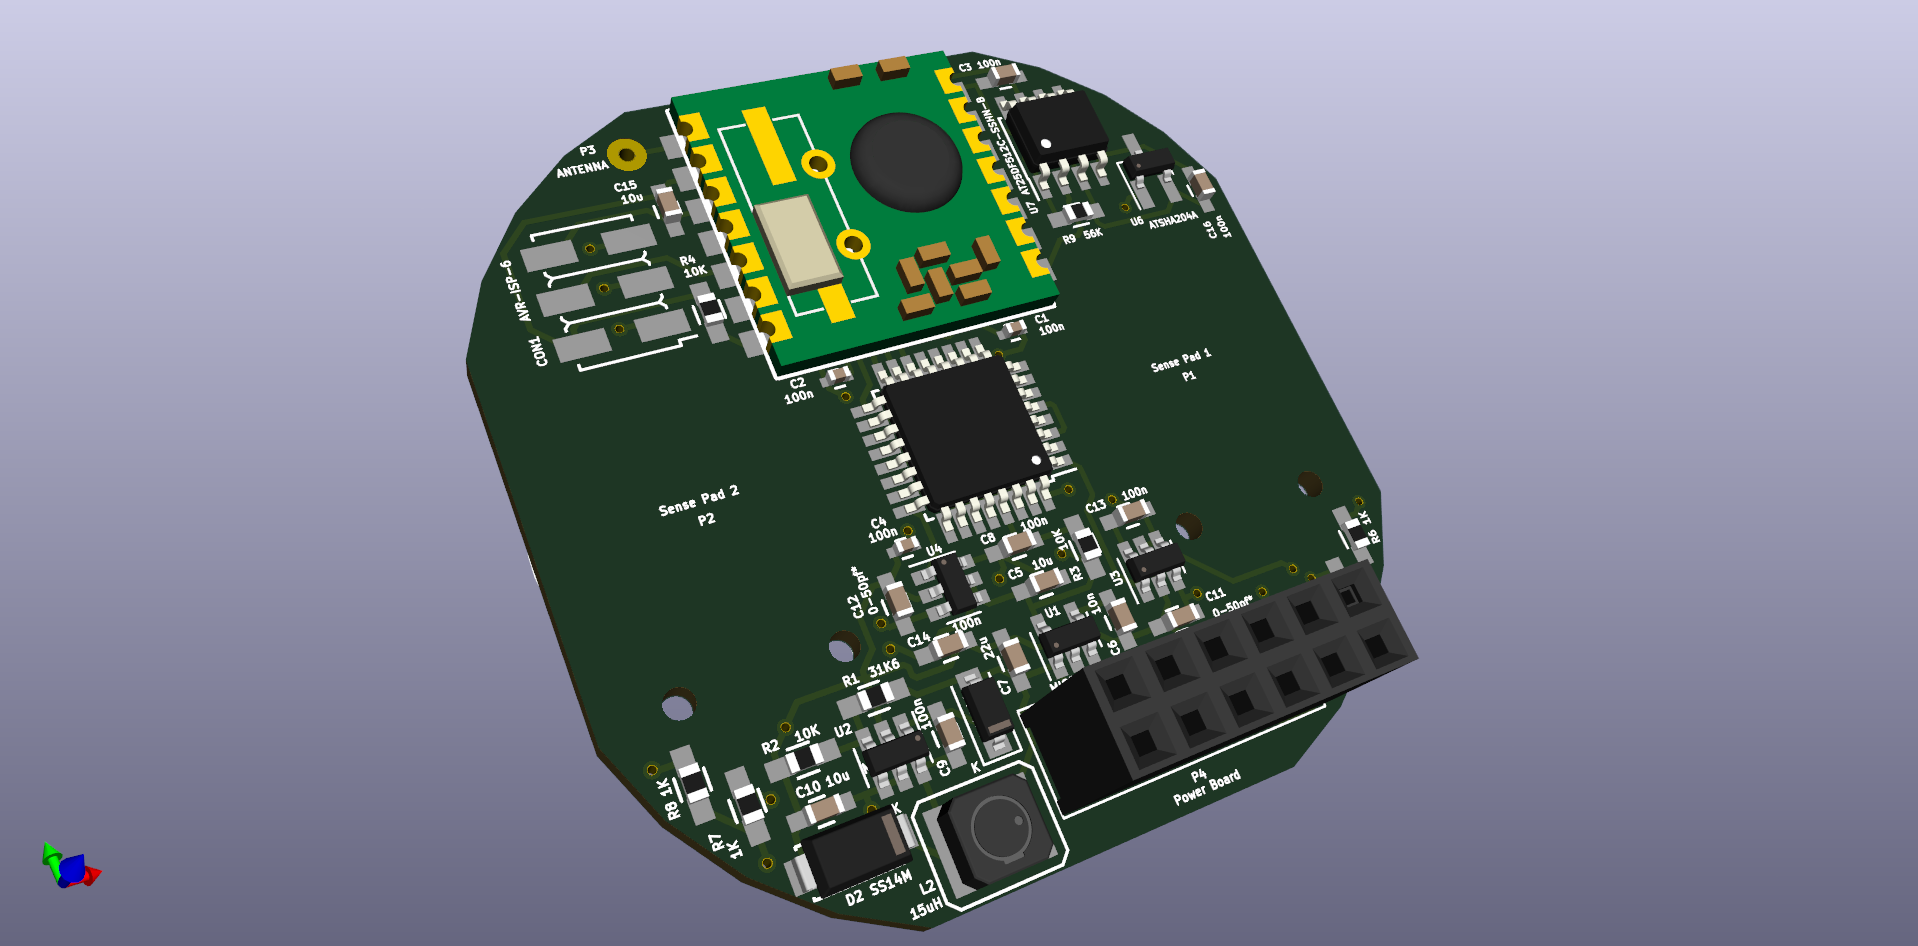 C3 100n
P3
ANTENNA
C15
10u
U7 AT25DF512C-SSHN-B
R9 56K
U6 ATSHA204A
C16
100n
AVR-ISP-6
CON1
R4
10K
C1
100n
C2
100n
Sense Pad 1
P1
Sense Pad 2
P2
C4
100n
U4
C8
100n
C13
100n
10K
R3
U3
R6 1K
C12
0-50pf*
C5
10u
U1
10n
C6
C11
0-50pf*
C14
100n
22u
C7
R1 31K6
R2
10K
U2
100n
C9
K
C10 10u
K
R8 1K
R7
1K
D2 SS14M
L2
15uH
P4
Power Board